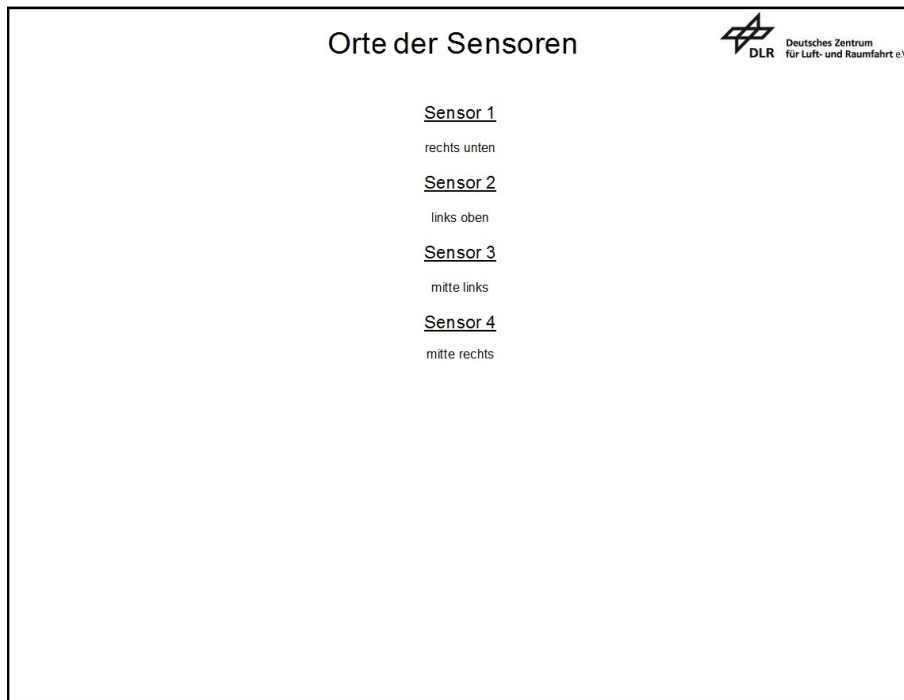 Orte der Sensoren
DLR
Deutsches Zentrum
für Luft- und Raumfahrt e.V.
Sensor 1
rechts unten
Sensor 2
links oben
Sensor 3
mitte links
Sensor 4
mitte rechts